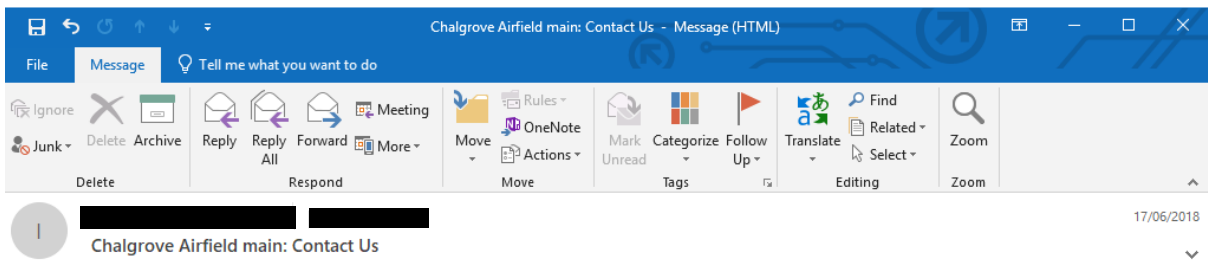 Chalgrove Airfield main: Contact Us - Message (HTML)
File Message Tell me what you want to do
Ignore
Junk
Delete Archive
Reply Reply All Forward
Meeting
More
Move
Rules
OneNote
Actions
Mark Unread
Categorize Follow Up
Translate
Find
Related
Select
Zoom
Delete Respond Move Tags Editing Zoom
I
17/06/2018
Chalgrove Airfield main: Contact Us